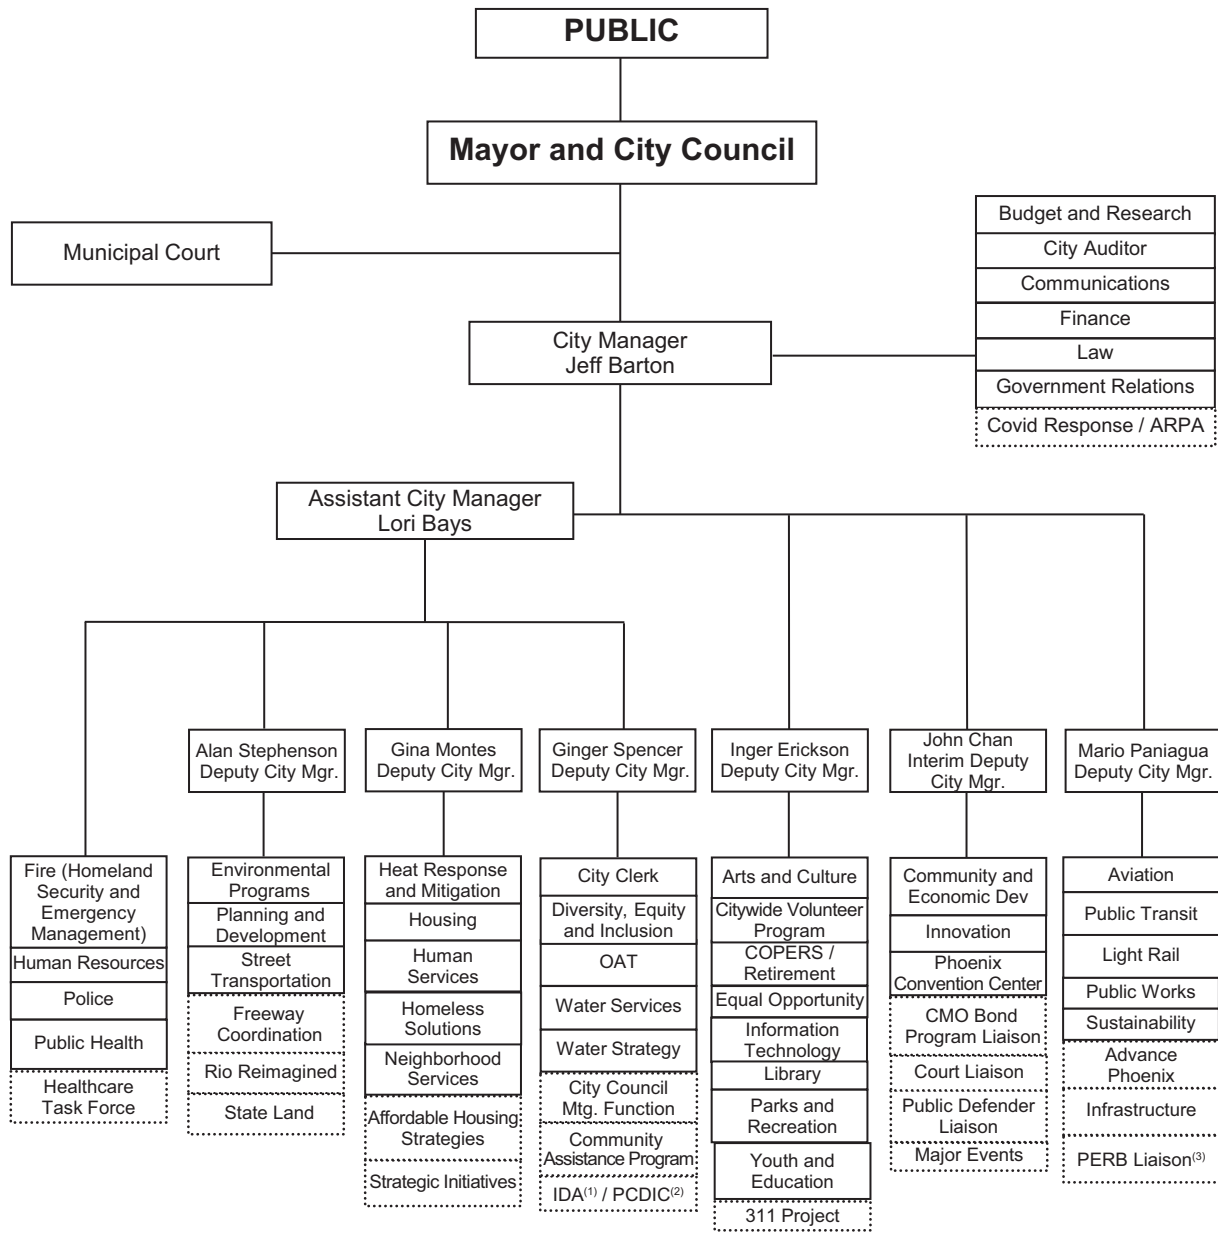 PUBLIC
Mayor and City Council
Municipal Court
Budget and Research
City Auditor
Communications
Finance
Law
Government Relations
Covid Response / ARPA
City Manager
Jeff Barton
Assistant City Manager
Lori Bays
Alan Stephenson
Deputy City Mgr.
Gina Montes
Deputy City Mgr.
Ginger Spencer
Deputy City Mgr.
Inger Erickson
Deputy City Mgr.
John Chan
Interim Deputy
City Mgr.
Mario Paniagua
Deputy City Mgr.
Fire (Homeland
Security and
Emergency
Management)
Human Resources
Police
Public Health
Healthcare
Task Force
Environmental
Programs
Planning and
Development
Street
Transportation
Freeway
Coordination
Rio Reimagined
State Land
Heat Response
and Mitigation
Housing
Human
Services
Homeless
Solutions
Neighborhood
Services
Affordable Housing
Strategies
Strategic Initiatives
City Clerk
Diversity, Equity
and Inclusion
OAT
Water Services
Water Strategy
City Council
Mtg. Function
Community
Assistance Program
IDA(1) / PCDIC(2)
Arts and Culture
Citywide Volunteer
Program
COPERS /
Retirement
Equal Opportunity
Information
Technology
Library
Parks and
Recreation
Youth and
Education
311 Project
Community and
Economic Dev
Innovation
Phoenix
Convention Center
CMO Bond
Program Liaison
Court Liaison
Public Defender
Liaison
Major Events
Aviation
Public Transit
Light Rail
Public Works
Sustainability
Advance
Phoenix
Infrastructure
PERB Liaison(3)